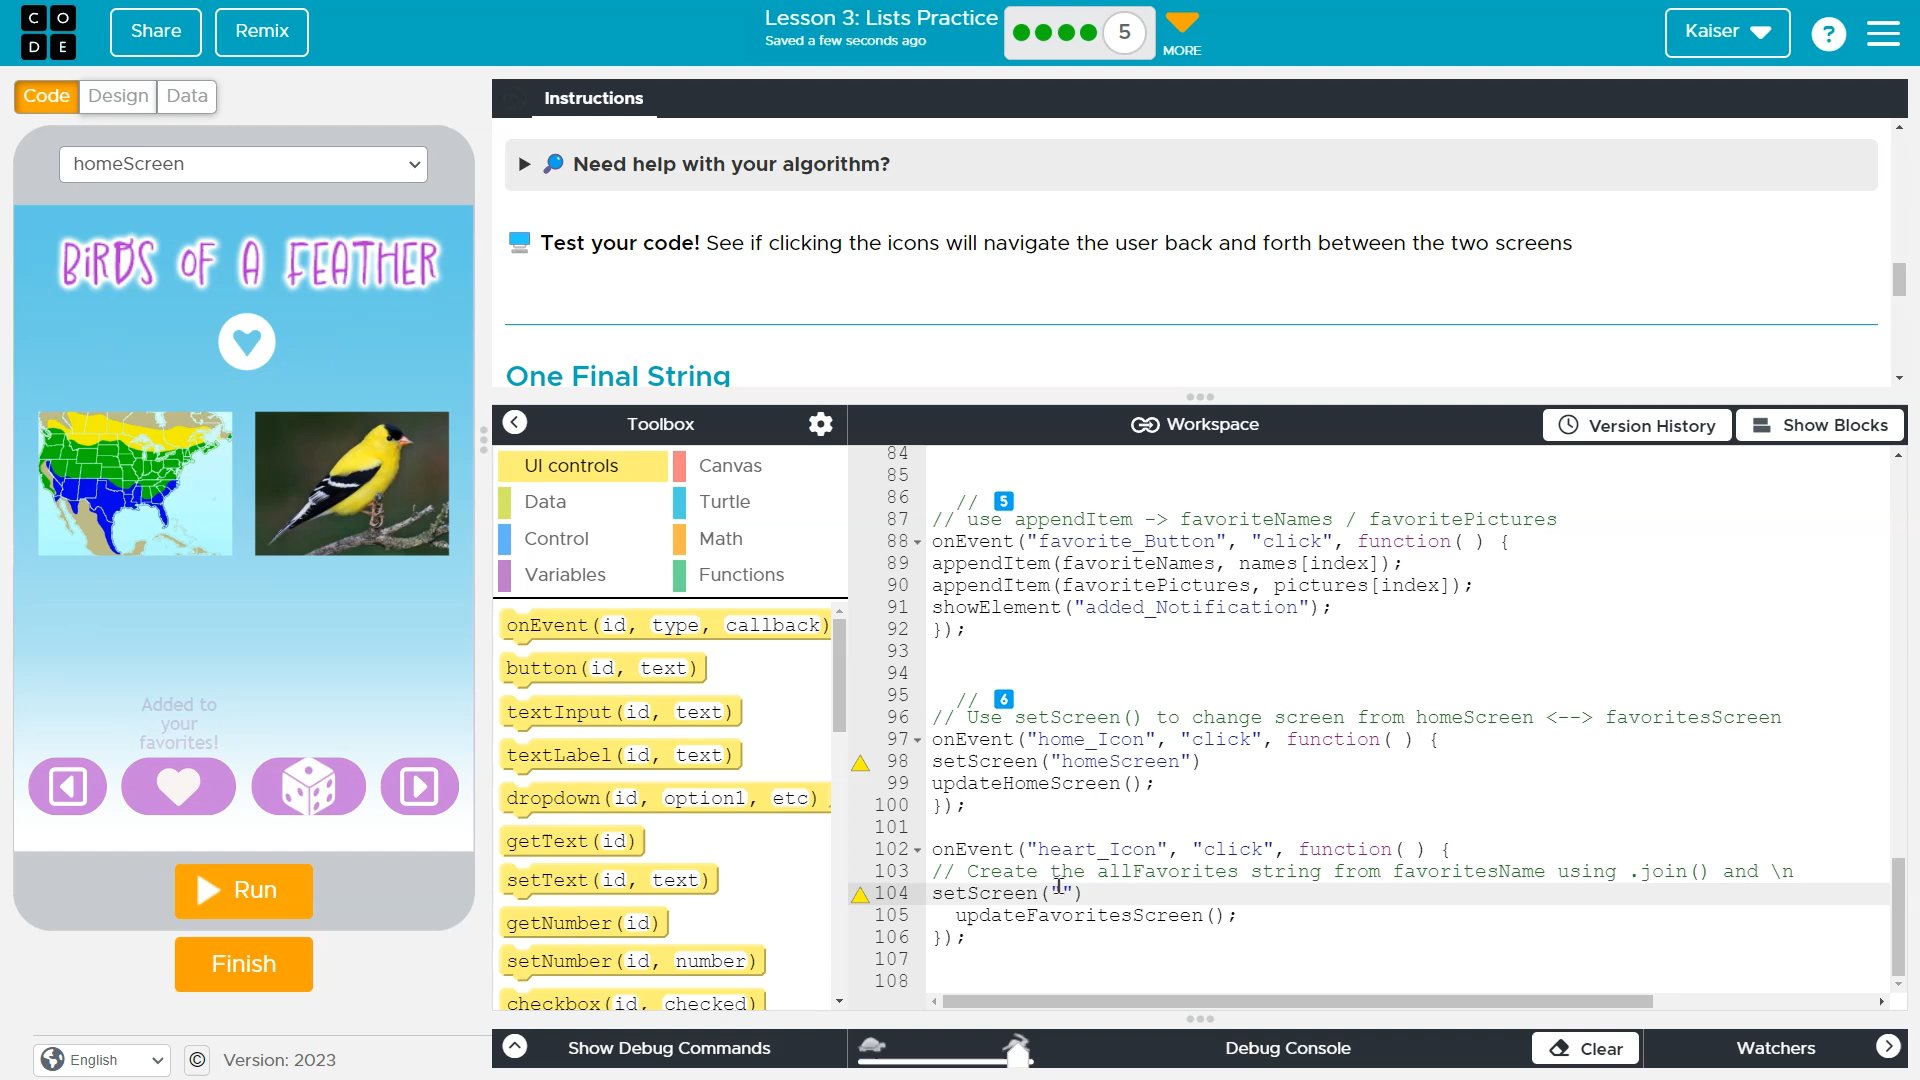 C O D E
Share
Remix
Lesson 3: Lists Practice
Saved a few seconds ago
5
MORE
Kaiser
?
Code
Design
Data
homeScreen
BiRDS OF A FEATHER
Added to
your
favorites!
Run
Finish
English
©
Version: 2023
Instructions
Need help with your algorithm?
Test your code! See if clicking the icons will navigate the user back and forth between the two screens
One Final String
Toolbox
Workspace
Version History
Show Blocks
UI controls
Canvas
Data
Turtle
Control
Math
Variables
Functions
onEvent(id, type, callback)
button(id, text)
textInput(id, text)
textLabel(id, text)
dropdown(id, option1, etc)
getText(id)
setText(id, text)
getNumber(id)
setNumber(id, number)
checkbox(id, checked)
84
85
86 // 5
87 // use appendItem -> favoriteNames / favoritePictures
88 onEvent("favorite_Button", "click", function( ) {
89 appendItem(favoriteNames, names[index]);
90 appendItem(favoritePictures, pictures[index]);
91 showElement("added_Notification");
92 });
93
94
95 // 6
96 // Use setScreen() to change screen from homeScreen <--> favoritesScreen
97 onEvent("home_Icon", "click", function( ) {
98 setScreen("homeScreen")
99 updateHomeScreen();
100 });
101
102 onEvent("heart_Icon", "click", function( ) {
103 // Create the allFavorites string from favoritesName using .join() and \n
104 setScreen("")
105 updateFavoritesScreen();
106 });
107
108
Show Debug Commands
Debug Console
Clear
Watchers